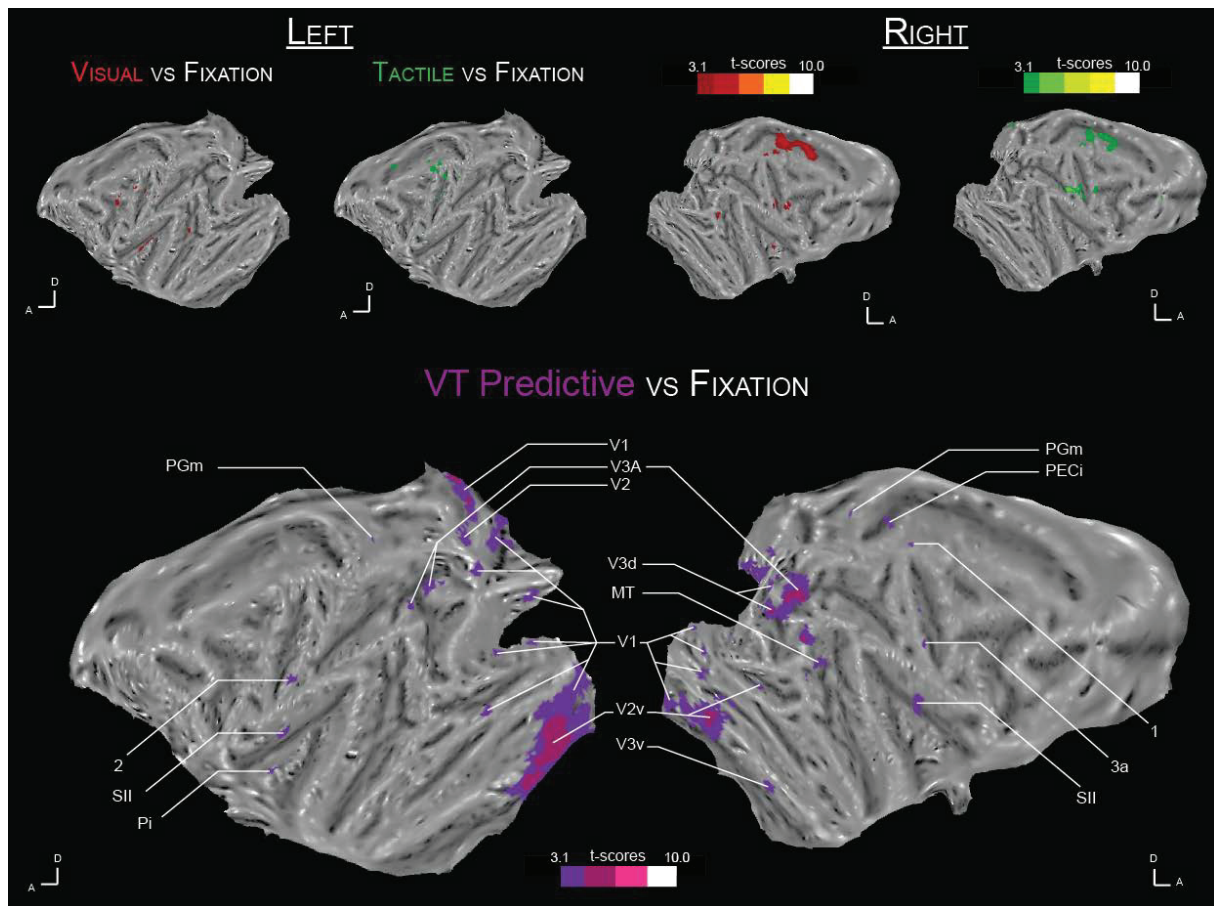 LEFT
RIGHT
VISUAL VS FIXATION
TACTILE VS FIXATION
3.1 t-scores 10.0
3.1 t-scores 10.0
D
A
D
A
D
A
D
A
VT Predictive VS FIXATION
V1
V3A
V2
PGm
PGm
PECi
V3d
MT
V1
V2v
V3v
2
SII
Pi
1
3a
SII
3.1 t-scores 10.0
D
A
D
A